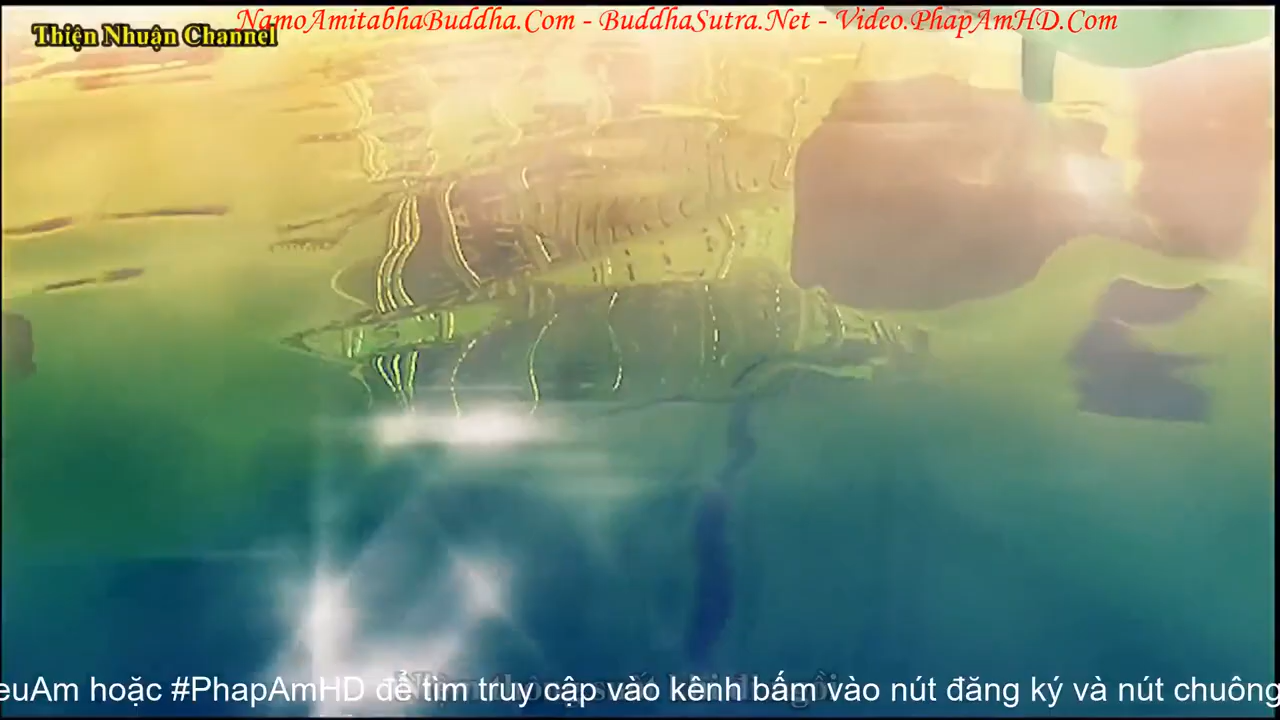 NamoAmitabhaBuddha.Com - BuddhaSutra.Net - Video.PhapAmHD.Com
Thiện Nhuận Channel
euAm hoặc #PhapAmHD để tìm truy cập vào kênh bấm vào nút đăng ký và nút chuông